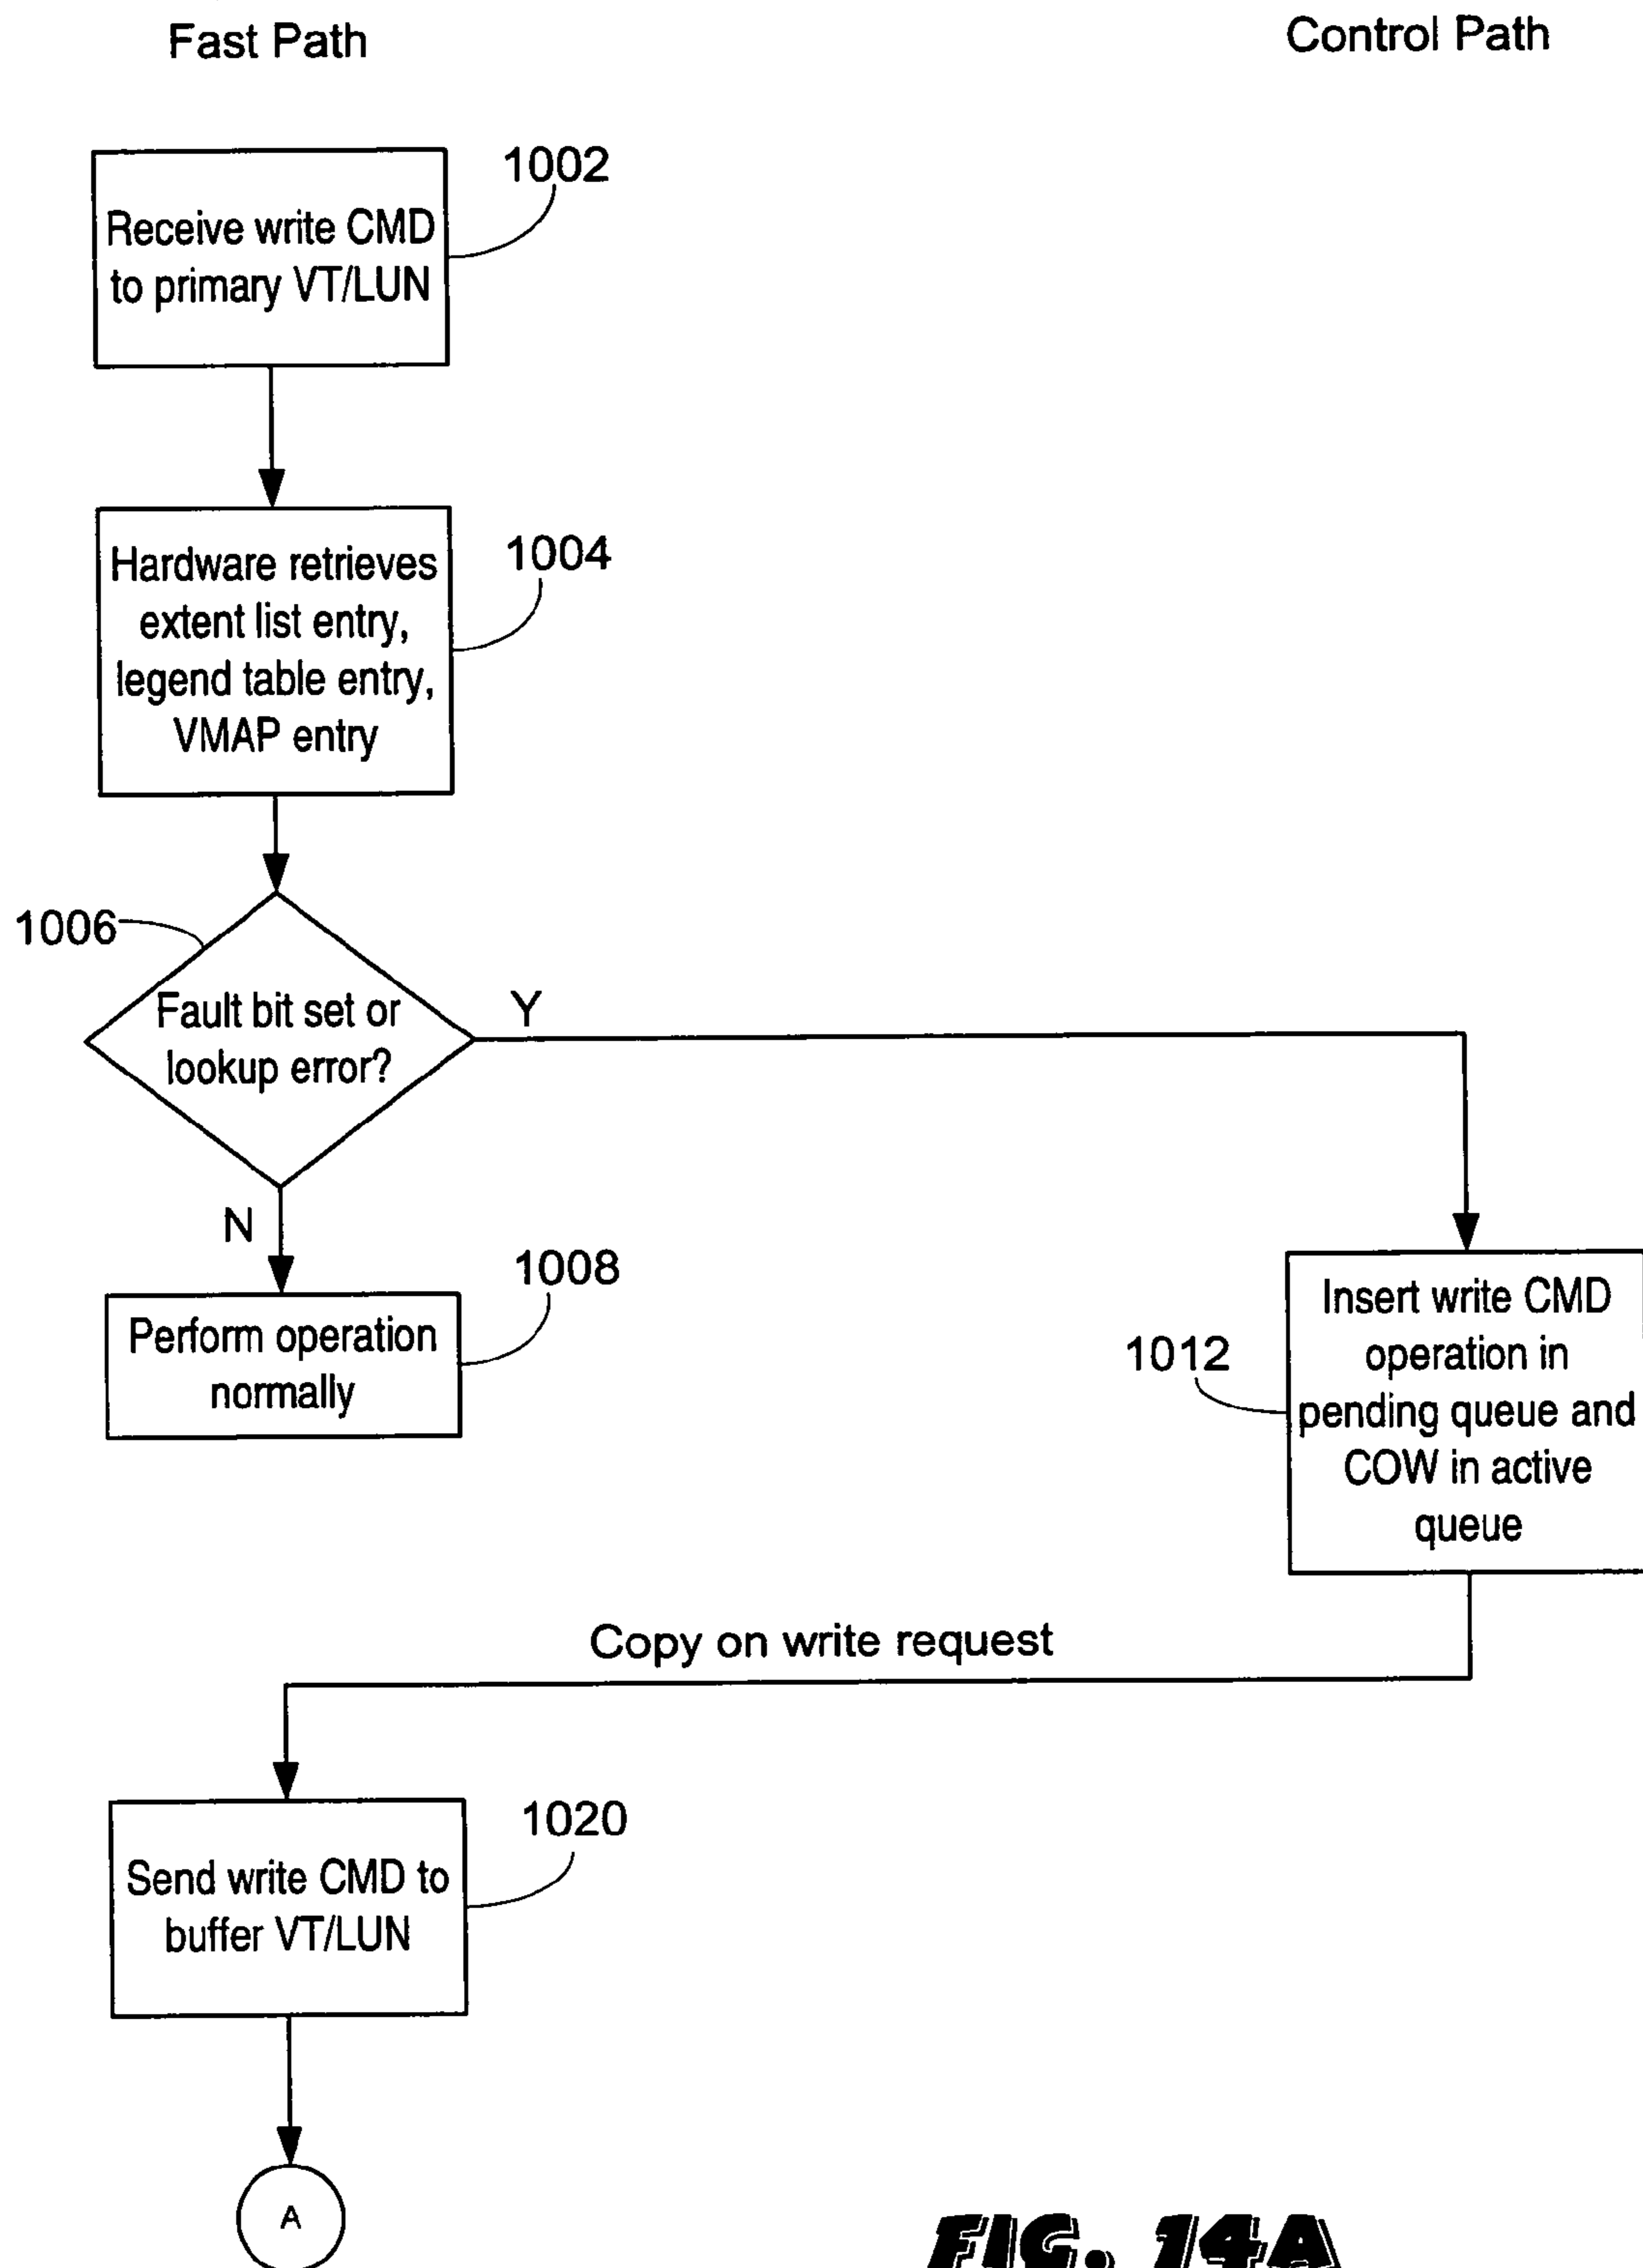 Fast Path
Control Path
1002
Receive write CMD
to primary VT/LUN
1004
Hardware retrieves
extent list entry,
legend table entry,
VMAP entry
1006
Fault bit set or
lookup error?
Y
N
1008
Perform operation
normally
1012
Insert write CMD
operation in
pending queue and
COW in active
queue
Copy on write request
1020
Send write CMD to
buffer VT/LUN
A
FIG. 14A